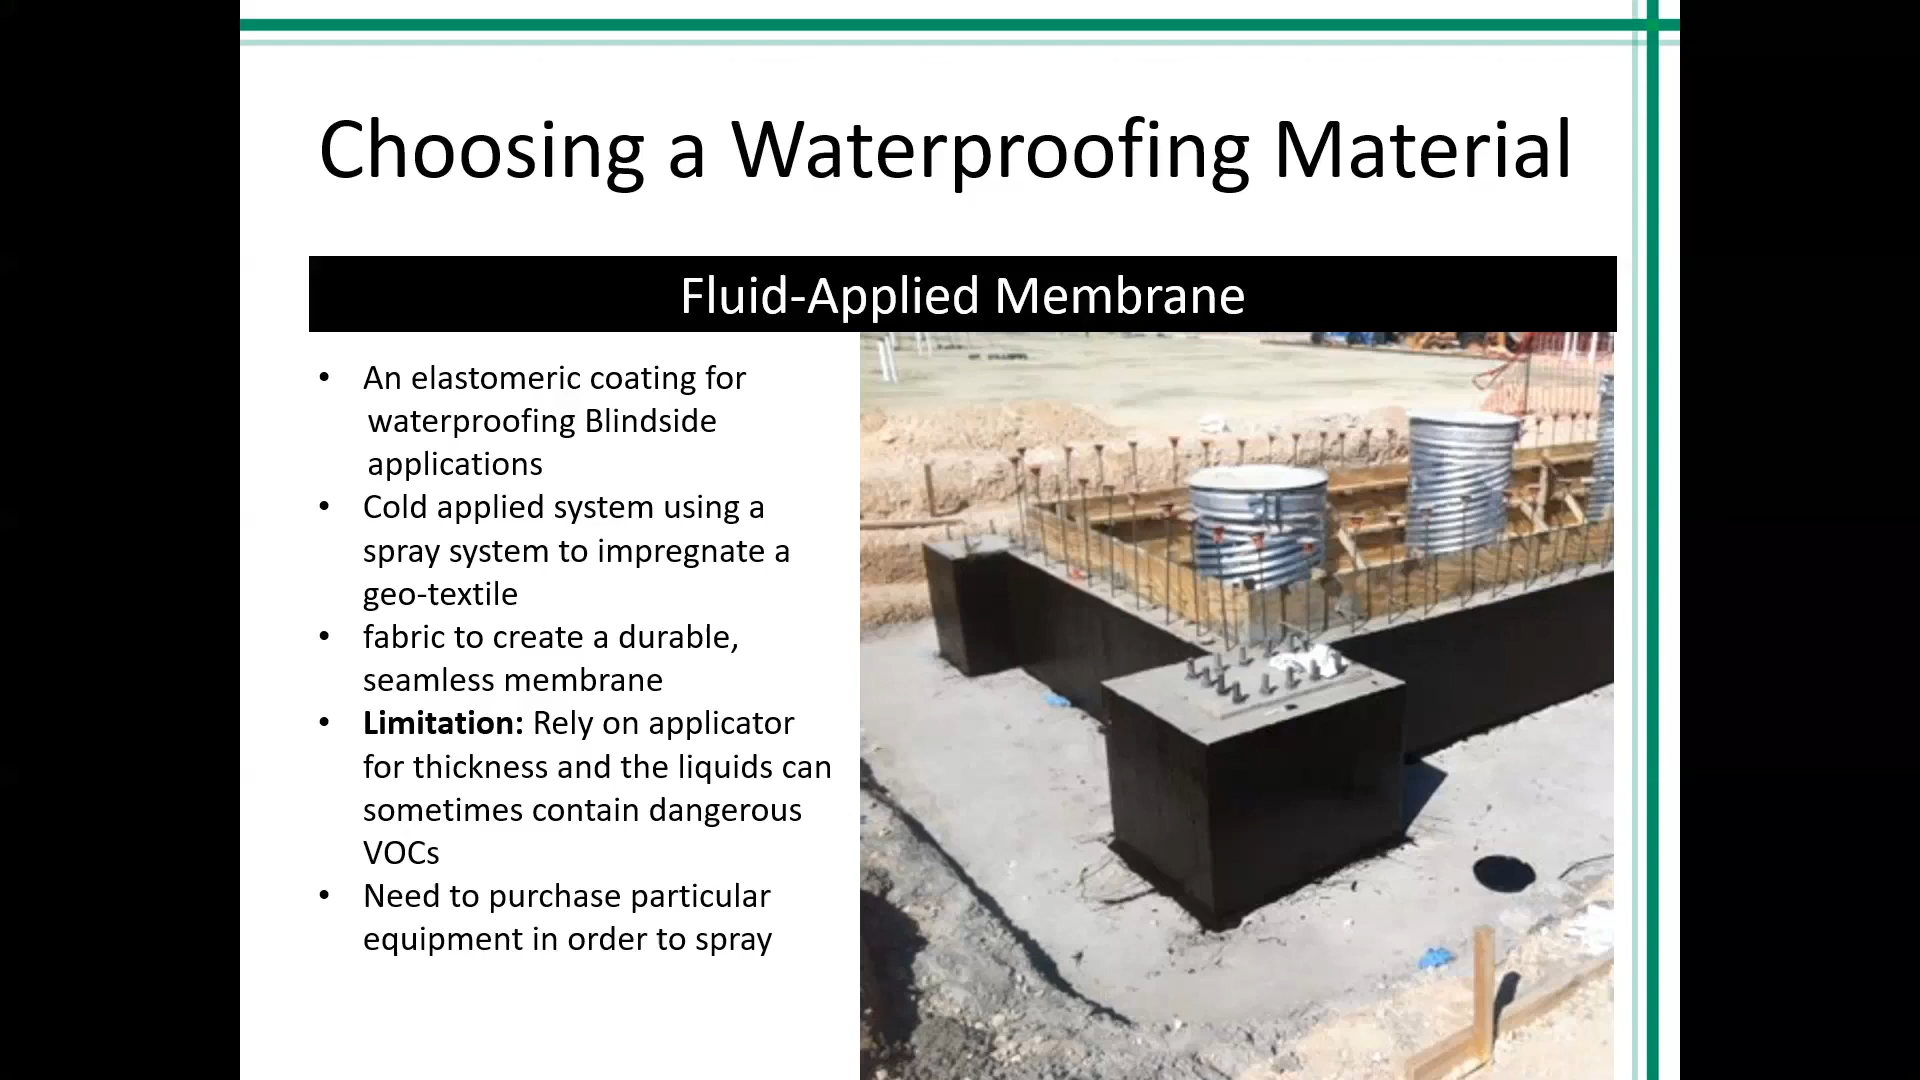 Choosing a Waterproofing Material
Fluid-Applied Membrane
• An elastomeric coating for
waterproofing Blindside
applications
• Cold applied system using a
spray system to impregnate a
geo-textile
• fabric to create a durable,
seamless membrane
• Limitation: Rely on applicator
for thickness and the liquids can
sometimes contain dangerous
VOCs
• Need to purchase particular
equipment in order to spray